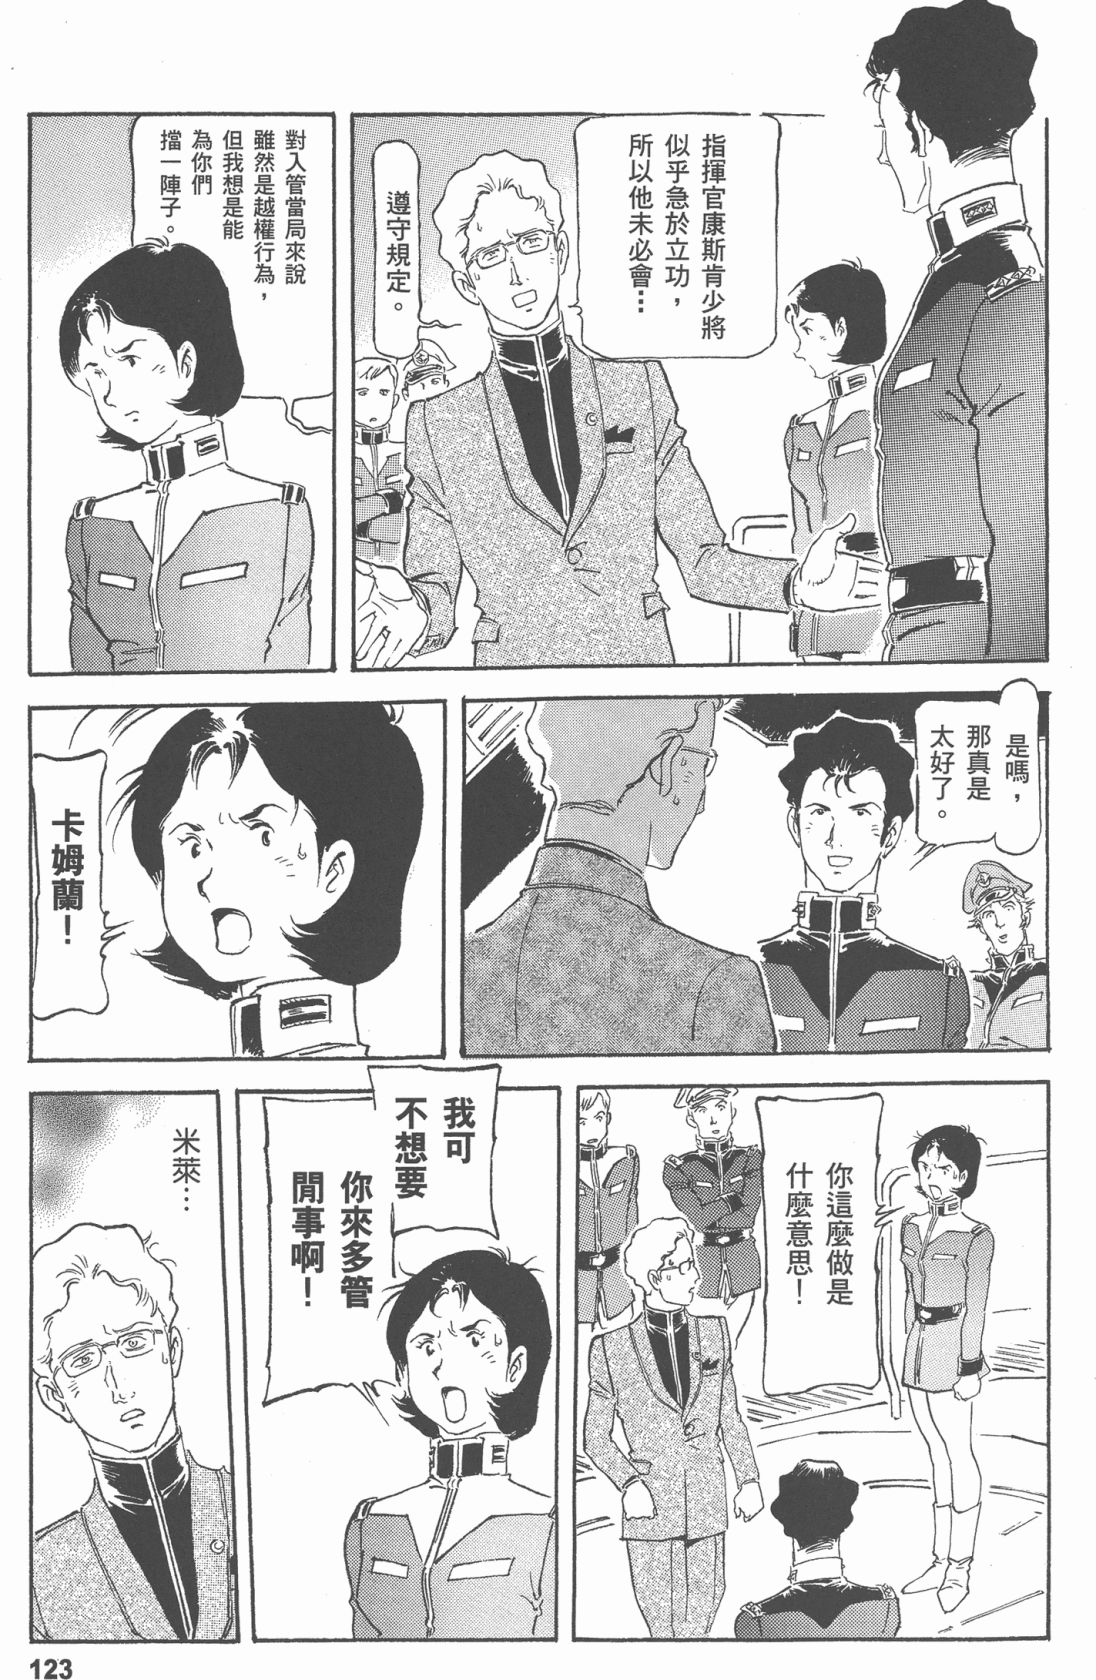 指揮官康斯肯少將
似乎急於立功，
所以他未必會…
遵守規定。
對入管當局來說
雖然是越權行為，
但我想是能
為你們
擋一陣子。
是嗎，
那真是
太好了。
卡姆蘭！
你這麼做是
什麼意思！
我可
不想要
你來多管
閒事啊！
米萊…
123